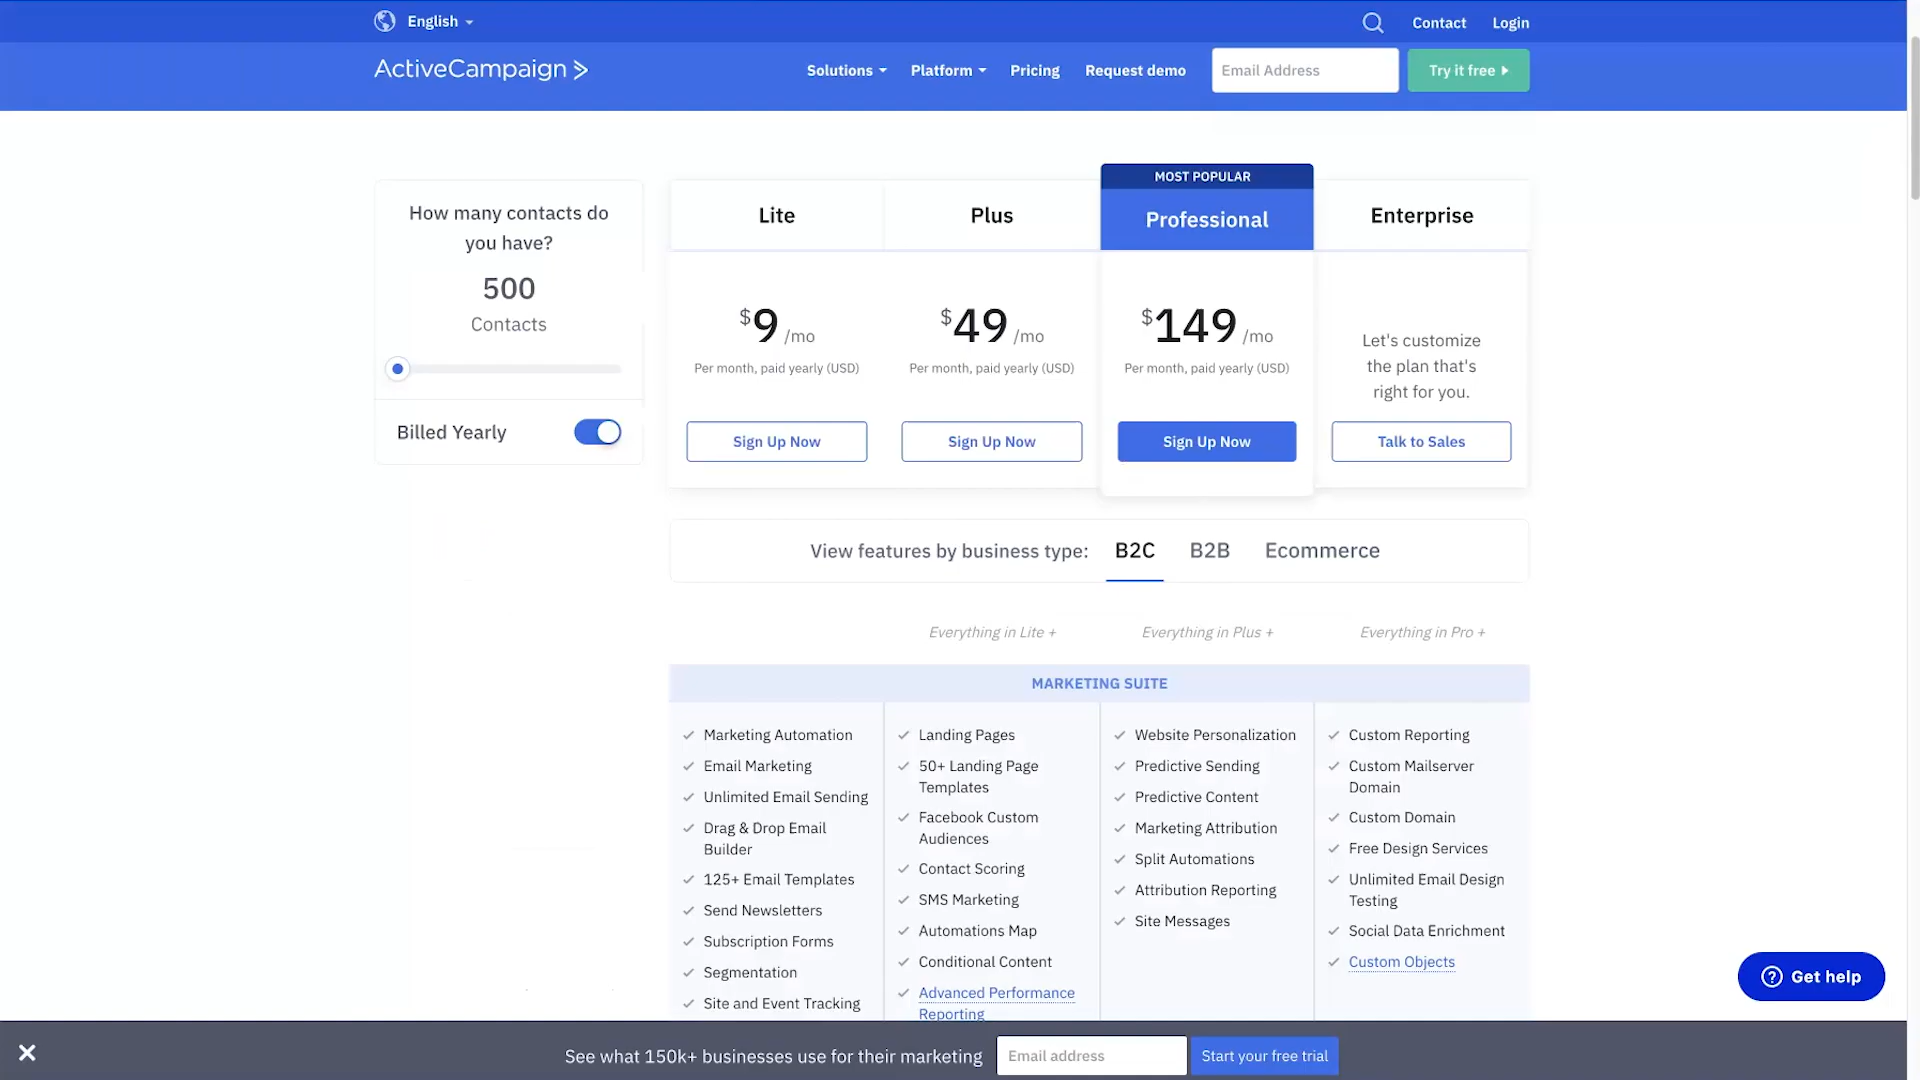 English
Contact
Login
ActiveCampaign >
Solutions
Platform
Pricing
Request demo
Email Address
Try it free
How many contacts do
you have?
500
Contacts
Billed Yearly
MOST POPULAR
Lite
Plus
Professional
Enterprise
$9 /mo
Per month, paid yearly (USD)
Sign Up Now
$49 /mo
Per month, paid yearly (USD)
Sign Up Now
$149 /mo
Per month, paid yearly (USD)
Sign Up Now
Let's customize
the plan that's
right for you.
Talk to Sales
View features by business type: B2C B2B Ecommerce
Everything in Lite +
Everything in Plus +
Everything in Pro +
MARKETING SUITE
Marketing Automation
Email Marketing
Unlimited Email Sending
Drag & Drop Email
Builder
125+ Email Templates
Send Newsletters
Subscription Forms
Segmentation
Site and Event Tracking
Landing Pages
50+ Landing Page
Templates
Facebook Custom
Audiences
Contact Scoring
SMS Marketing
Automations Map
Conditional Content
Advanced Performance
Reporting
Website Personalization
Predictive Sending
Predictive Content
Marketing Attribution
Split Automations
Attribution Reporting
Site Messages
Custom Reporting
Custom Mailserver
Domain
Custom Domain
Free Design Services
Unlimited Email Design
Testing
Social Data Enrichment
Custom Objects
Get help
See what 150k+ businesses use for their marketing
Email address
Start your free trial